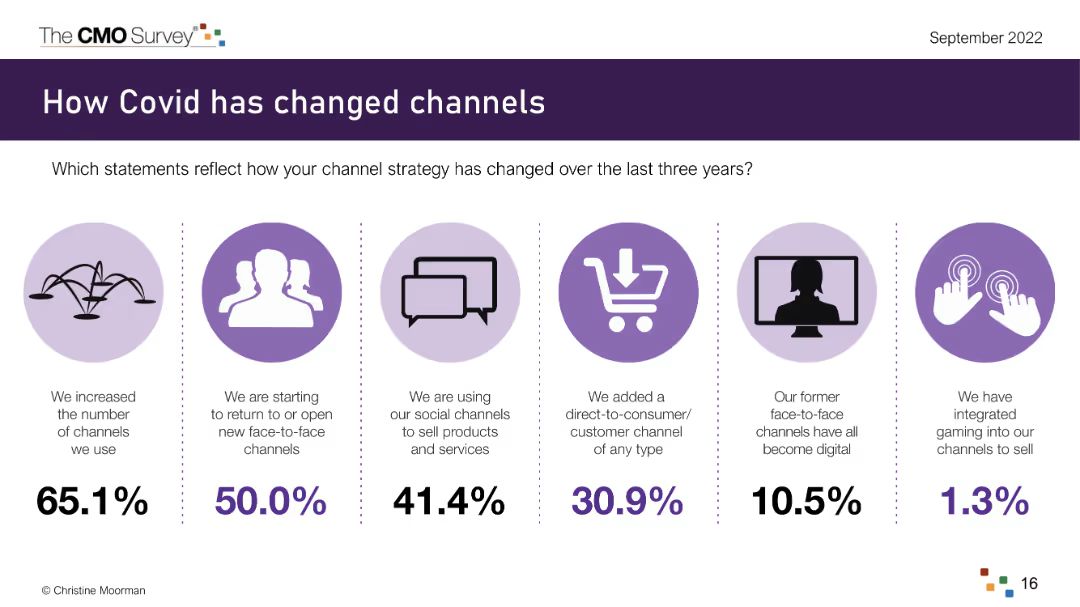 The CMO Survey
September 2022
How Covid has changed channels
Which statements reflect how your channel strategy has changed over the last three years?
We increased
the number
of channels
we use
65.1%
We are starting
to return to or open
new face-to-face
channels
50.0%
We are using
our social channels
to sell products
and services
41.4%
We added a
direct-to-consumer/
customer channel
of any type
30.9%
Our former
face-to-face
channels have all
become digital
10.5%
We have
integrated
gaming into our
channels to sell
1.3%
© Christine Moorman
16